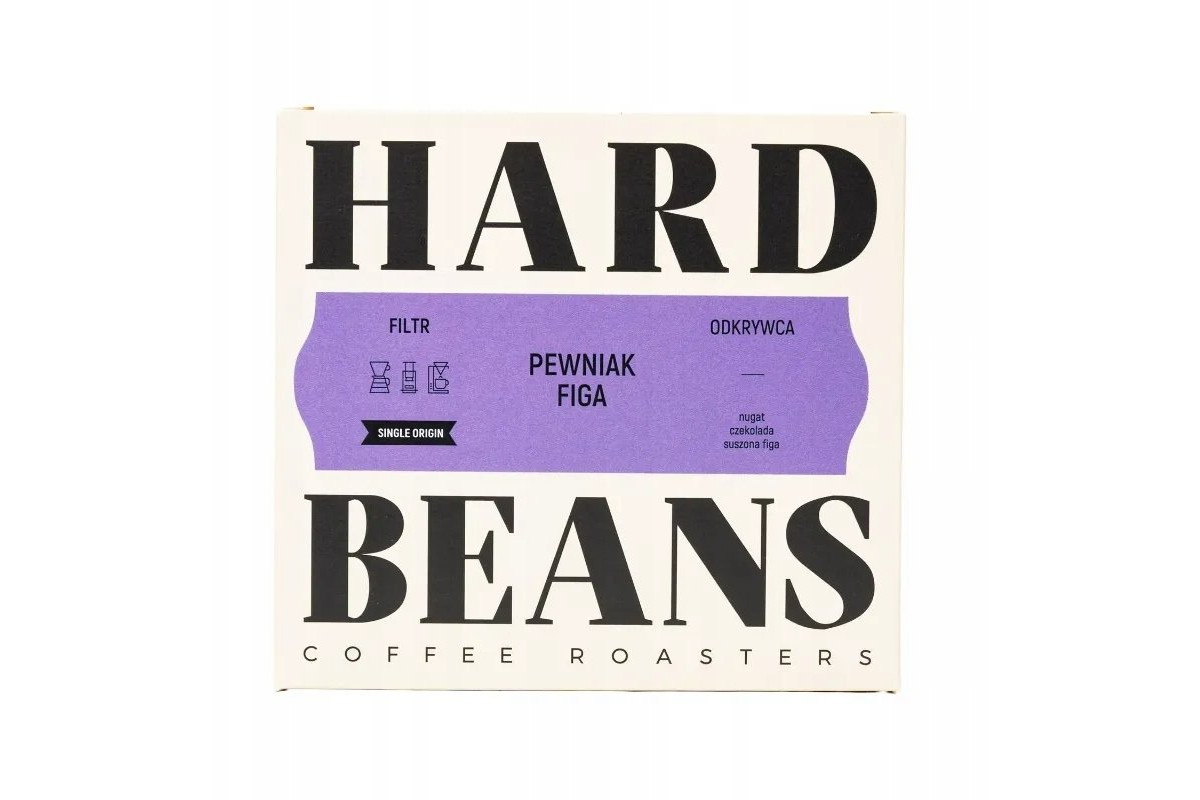 HARD
FILTR
SINGLE ORIGIN
PEWNIAK
FIGA
ODKRYWCA
nugat
czekolada
suszona figa
BEANS
COFFEE ROASTERS